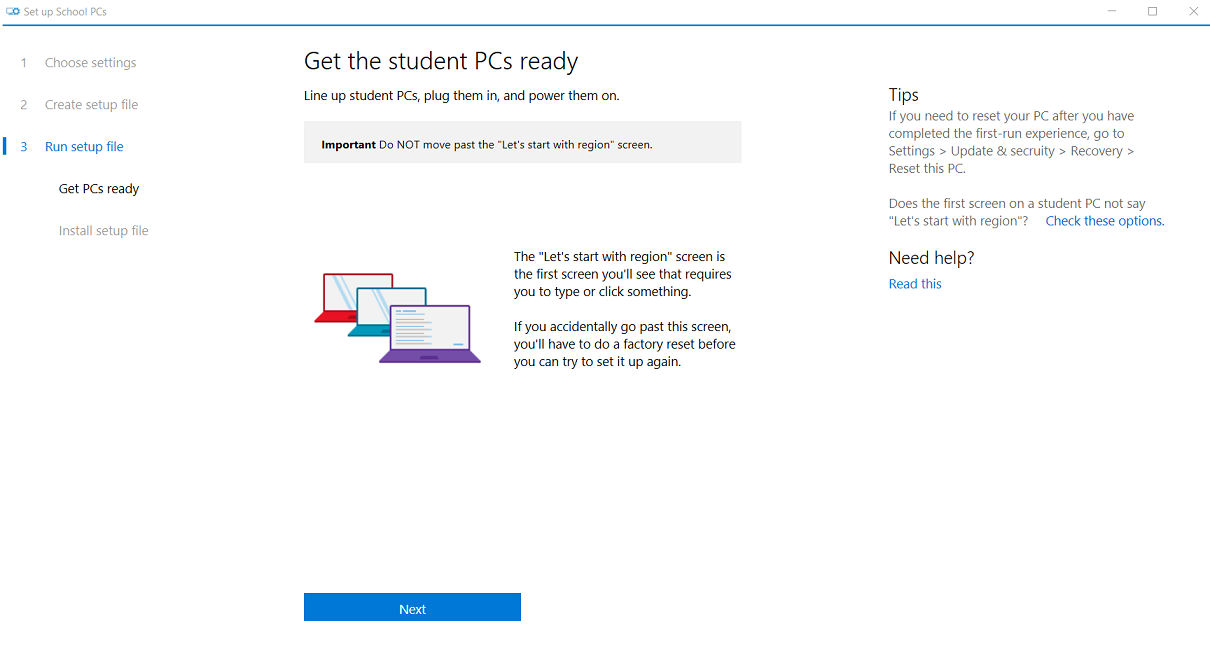 Set up School PCs
1 Choose settings
2 Create setup file
3 Run setup file
Get PCs ready
Install setup file
Get the student PCs ready
Line up student PCs, plug them in, and power them on.
Important Do NOT move past the "Let's start with region" screen.
The "Let's start with region" screen is
the first screen you'll see that requires
you to type or click something.
If you accidentally go past this screen,
you'll have to do a factory reset before
you can try to set it up again.
Next
Tips
If you need to reset your PC after you have
completed the first-run experience, go to
Settings > Update & secruity > Recovery >
Reset this PC.
Does the first screen on a student PC not say
"Let's start with region"? Check these options.
Need help?
Read this